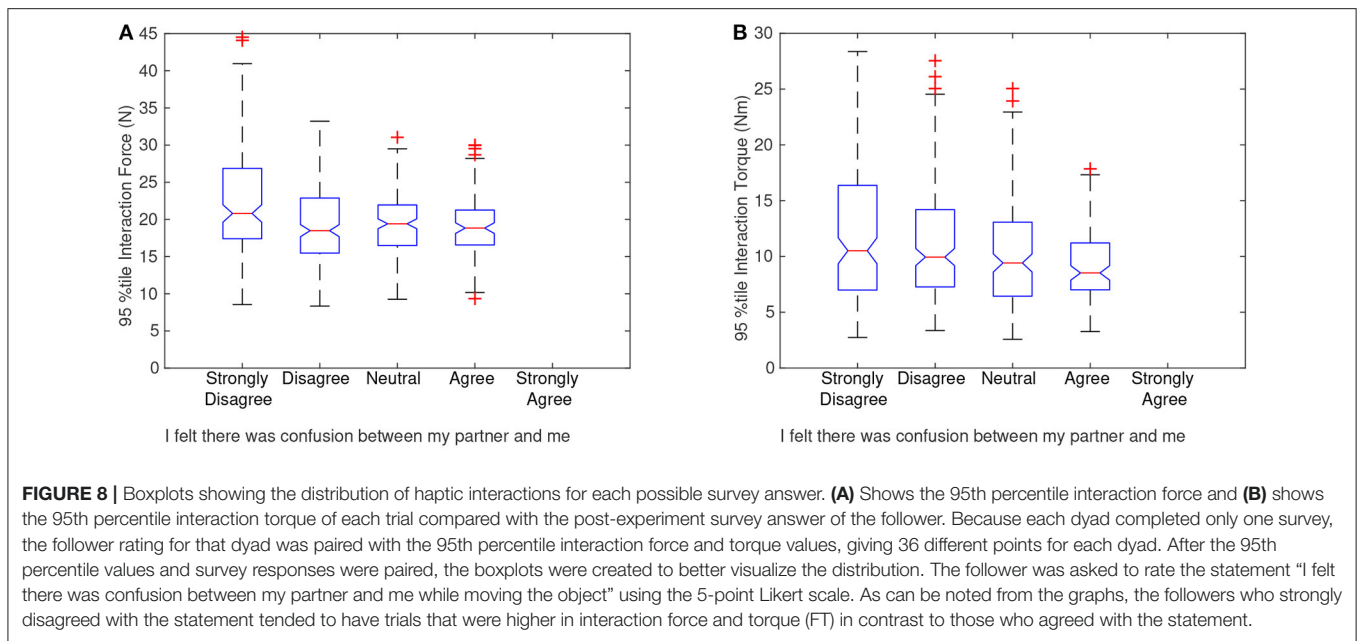 A
45
40
35
30
25
20
15
10
5
0
95 %tile Interaction Force (N)
Strongly Disagree Neutral Agree Strongly
Disagree Agree
I felt there was confusion between my partner and me
B
30
25
20
15
10
5
0
95 %tile Interaction Torque (Nm)
Strongly Disagree Neutral Agree Strongly
Disagree Agree
I felt there was confusion between my partner and me
FIGURE 8 | Boxplots showing the distribution of haptic interactions for each possible survey answer. (A) Shows the 95th percentile interaction force and (B) shows
the 95th percentile interaction torque of each trial compared with the post-experiment survey answer of the follower. Because each dyad completed only one survey,
the follower rating for that dyad was paired with the 95th percentile interaction force and torque values, giving 36 different points for each dyad. After the 95th
percentile values and survey responses were paired, the boxplots were created to better visualize the distribution. The follower was asked to rate the statement “I felt
there was confusion between my partner and me while moving the object” using the 5-point Likert scale. As can be noted from the graphs, the followers who strongly
disagreed with the statement tended to have trials that were higher in interaction force and torque (FT) in contrast to those who agreed with the statement.